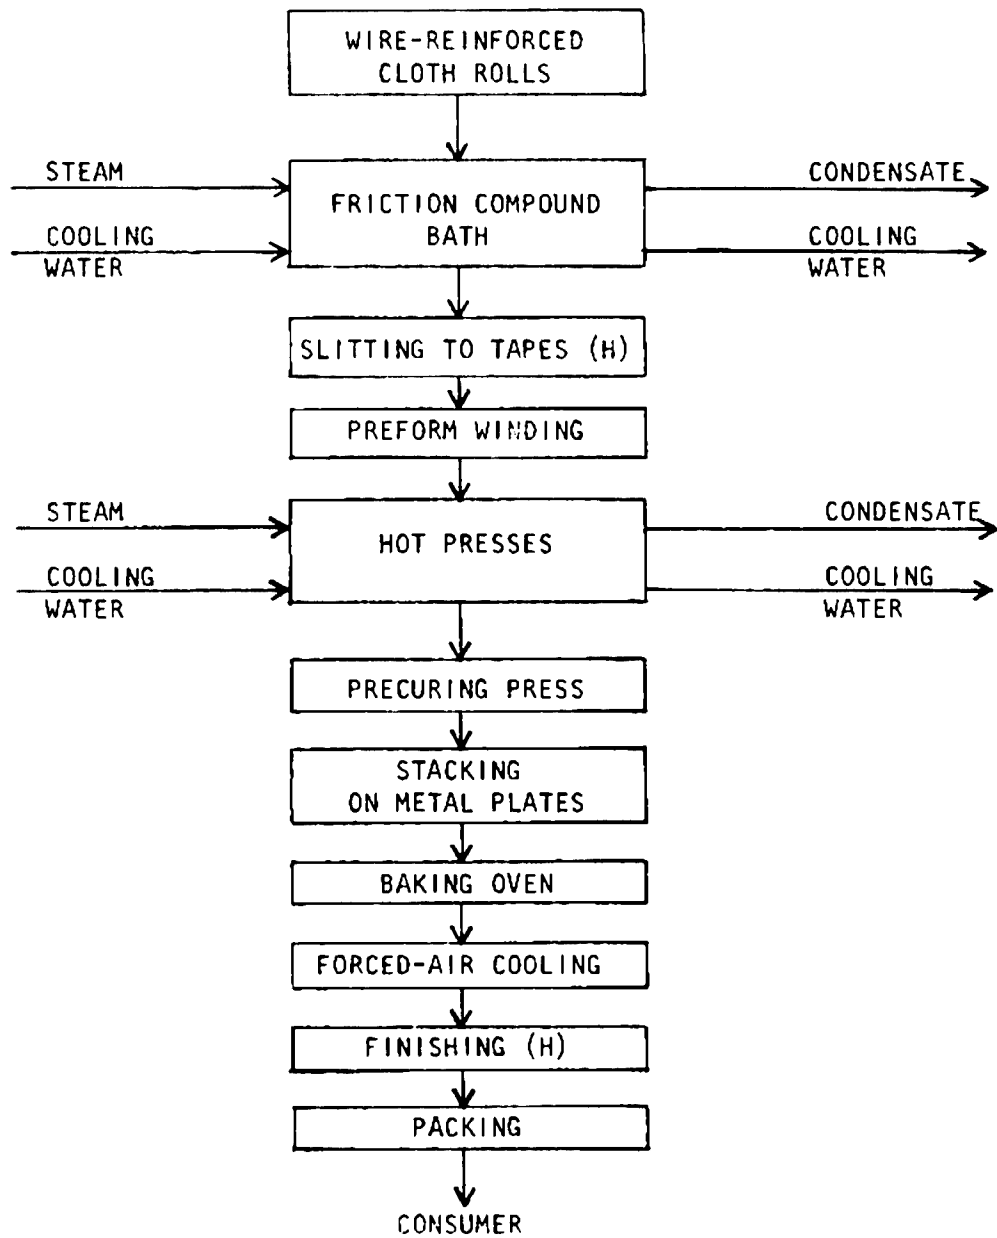 WIRE-REINFORCED
CLOTH ROLLS
STEAM
CONDENSATE
FRICTION COMPOUND
BATH
COOLING
WATER
COOLING
WATER
SLITTING TO TAPES (H)
PREFORM WINDING
STEAM
CONDENSATE
HOT PRESSES
COOLING
WATER
COOLING
WATER
PRECURING PRESS
STACKING
ON METAL PLATES
BAKING OVEN
FORCED-AIR COOLING
FINISHING (H)
PACKING
CONSUMER